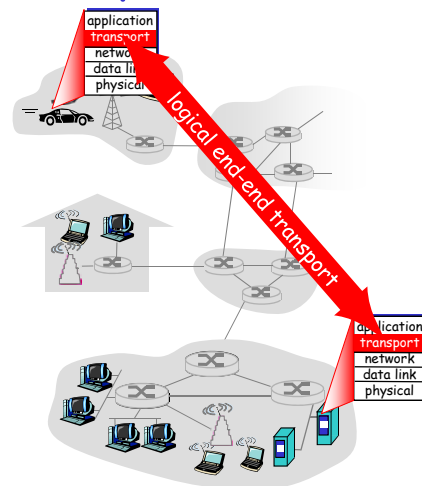 application
transport
network
data link
physical
logical end-end transport
application
transport
network
data link
physical